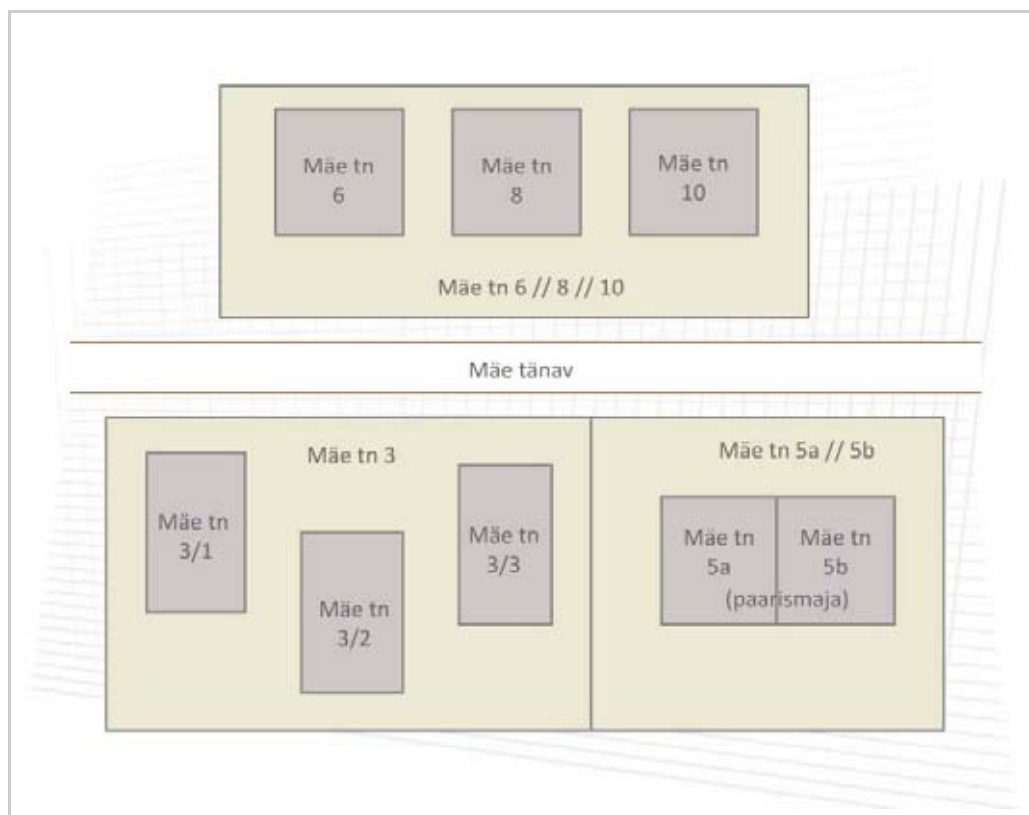 Mäe tn
6
Mäe tn
8
Mäe tn
10
Mäe tn 6 // 8 // 10
Mäe tänav
Mäe tn 3
Mäe tn
3/1
Mäe tn
3/2
Mäe tn
3/3
Mäe tn 5a // 5b
Mäe tn
5a
Mäe tn
5b
(paarismaja)